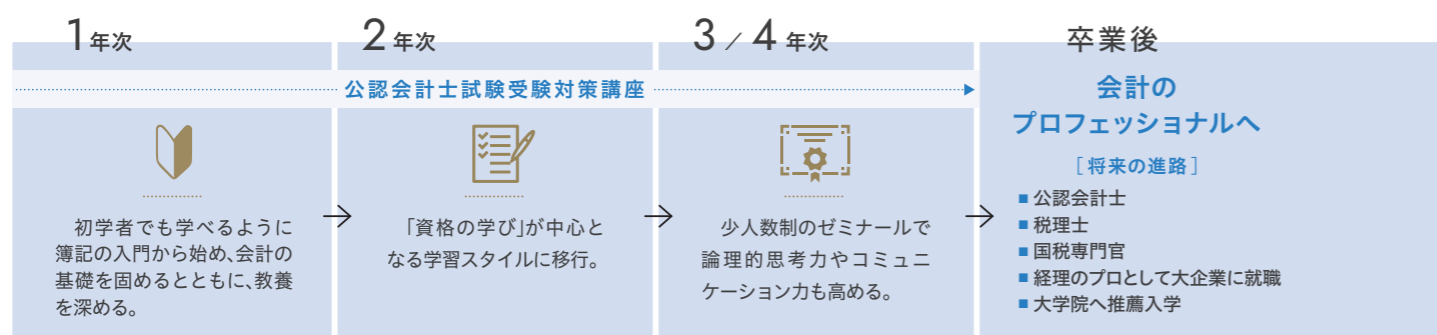 1年次
2年次
3／4年次
卒業後
公認会計士試験受験対策講座
初学者でも学べるように
簿記の入門から始め、会計の
基礎を固めるとともに、教養
を深める。
「資格の学び」が中心と
なる学習スタイルに移行。
少人数制のゼミナールで
論理的思考力やコミュニ
ケーション力も高める。
会計の
プロフェッショナルへ
［将来の進路］
■公認会計士
■税理士
■国税専門官
■経理のプロとして大企業に就職
■大学院へ推薦入学